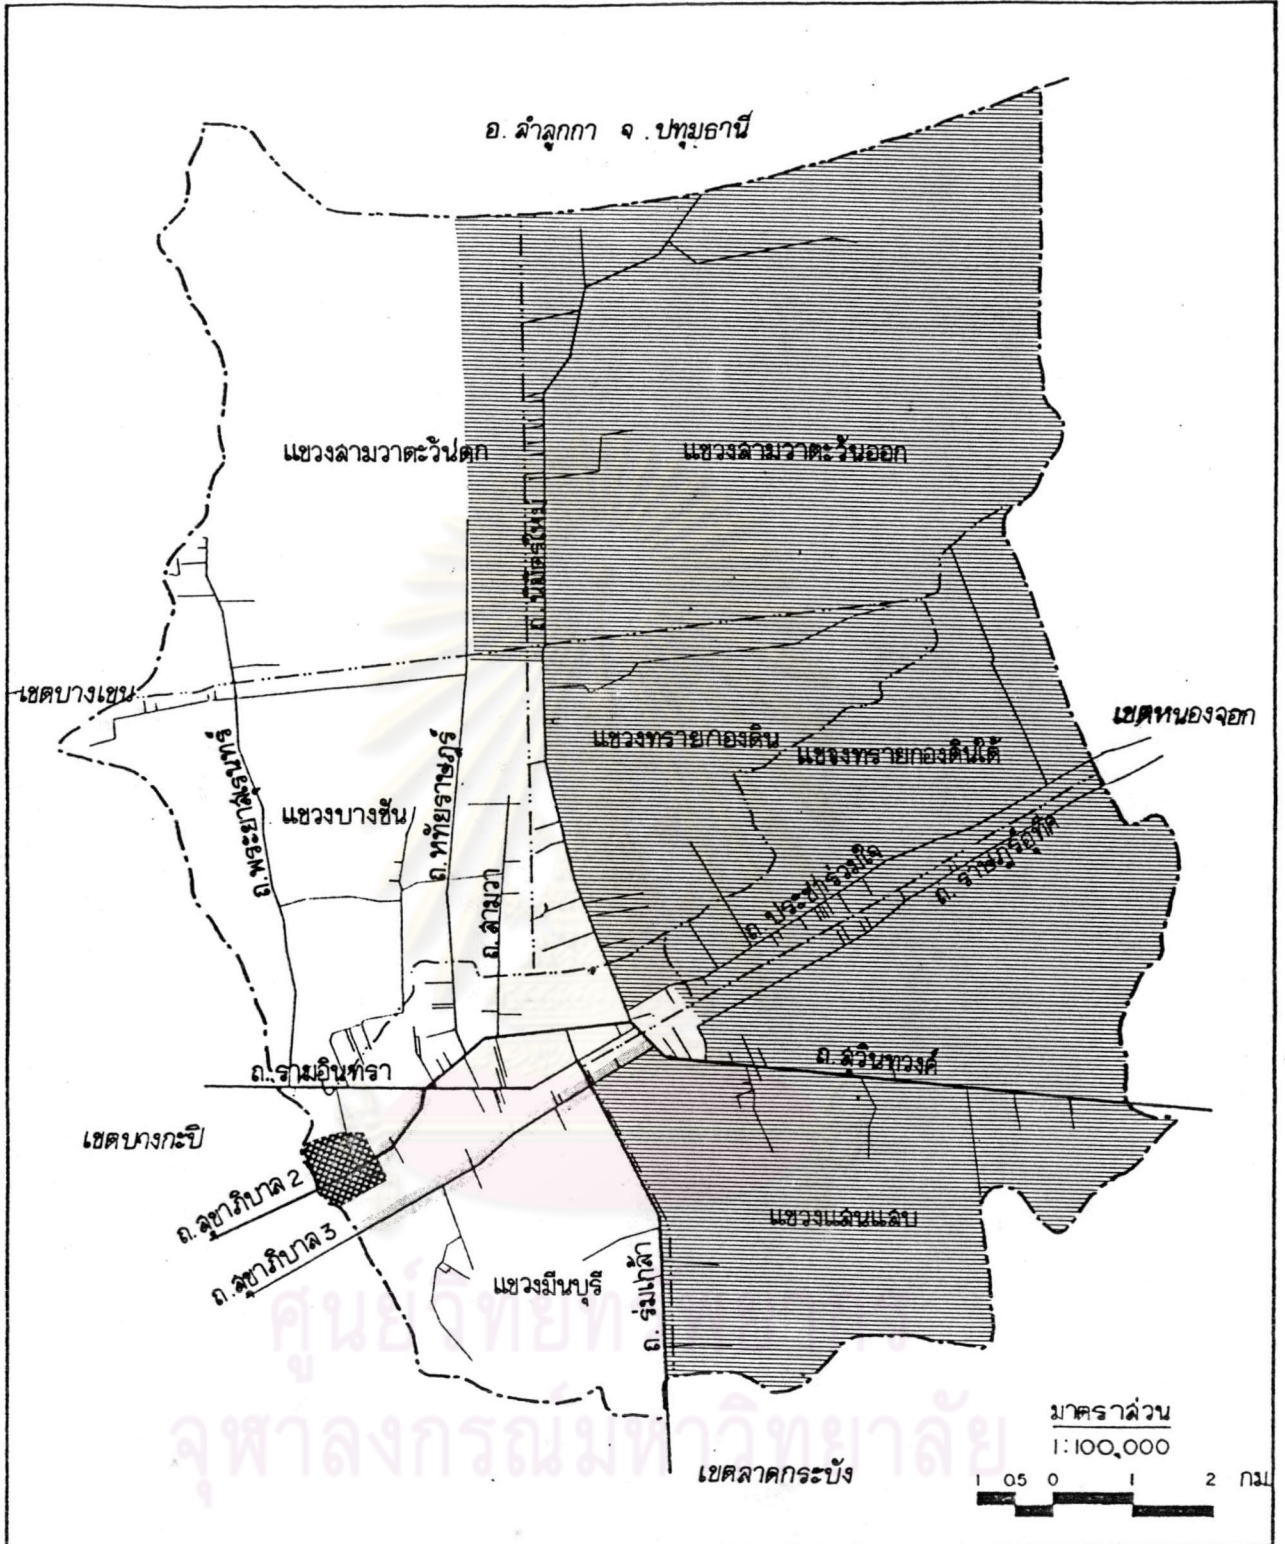 อ. ลำลูกกา จ. ปทุมธานี
แขวงสามวาตะวันตก
แขวงสามวาตะวันออก
ถ. นิมิตรใหม่
เขตบางเขน
เขตหนองจอก
แขวงทรายกองดิน
แขวงทรายกองดินใต้
ถ. พระยาสุเรนทร์
ถ. หทัยราษฎร์
แขวงบางชัน
ถ. สามวา
ถ. ประชาร่วมใจ
ถ. ราษฎร์อุทิศ
ถ. รามอินทรา
ถ. สุวินทวงศ์
เขตบางกะปิ
ถ. สุขาภิบาล 2
ถ. สุขาภิบาล 3
แขวงแสนแสบ
แขวงมีนบุรี
ถ. ร่มเกล้า
ศูนย์วิทยทรัพยากร
จุฬาลงกรณ์มหาวิทยาลัย
เขตลาดกระบัง
มาตราส่วน
1:100,000
1 05 0 1 2 กม.